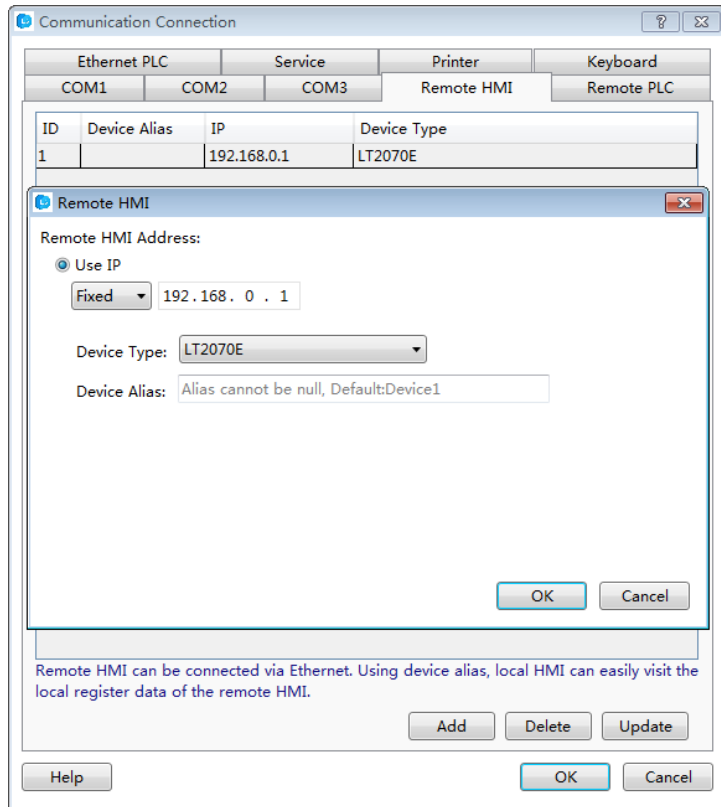 Communication Connection
Ethernet PLC Service Printer Keyboard
COM1 COM2 COM3 Remote HMI Remote PLC
ID Device Alias IP Device Type
1 192.168.0.1 LT2070E
Remote HMI
Remote HMI Address:
Use IP
Fixed 192.168. 0 . 1
Device Type: LT2070E
Device Alias: Alias cannot be null, Default:Device1
OK Cancel
Remote HMI can be connected via Ethernet. Using device alias, local HMI can easily visit the
local register data of the remote HMI.
Add Delete Update
Help OK Cancel